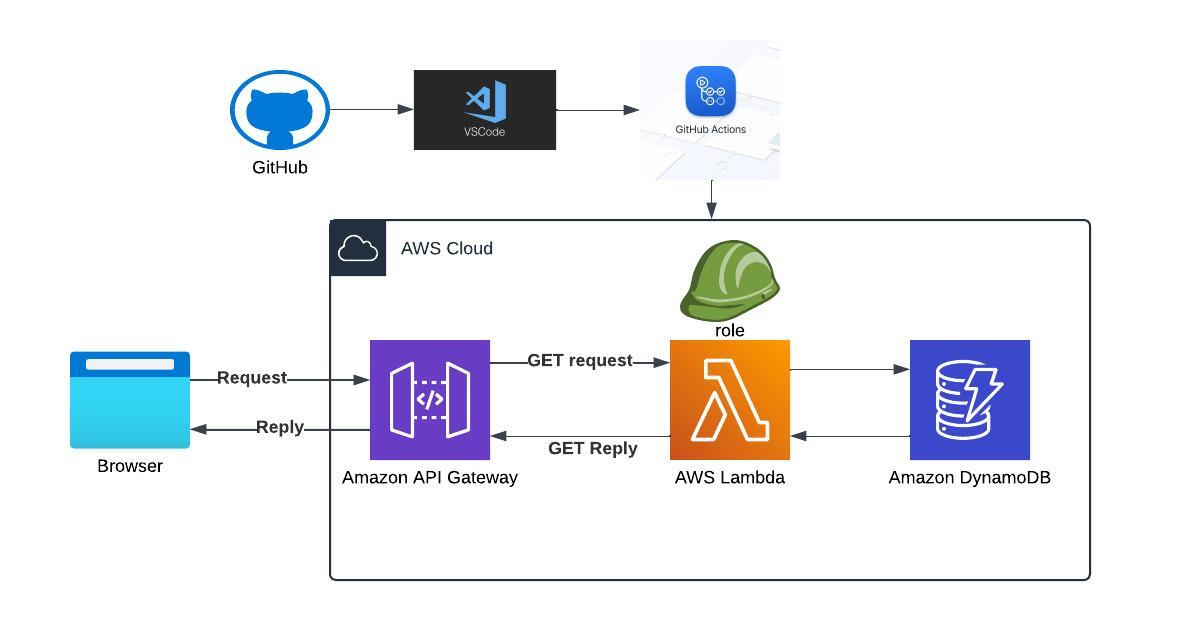 VSCode
GitHub Actions
GitHub
AWS Cloud
role
Request
GET request
Reply
GET Reply
</>
Browser
Amazon API Gateway
AWS Lambda
Amazon DynamoDB